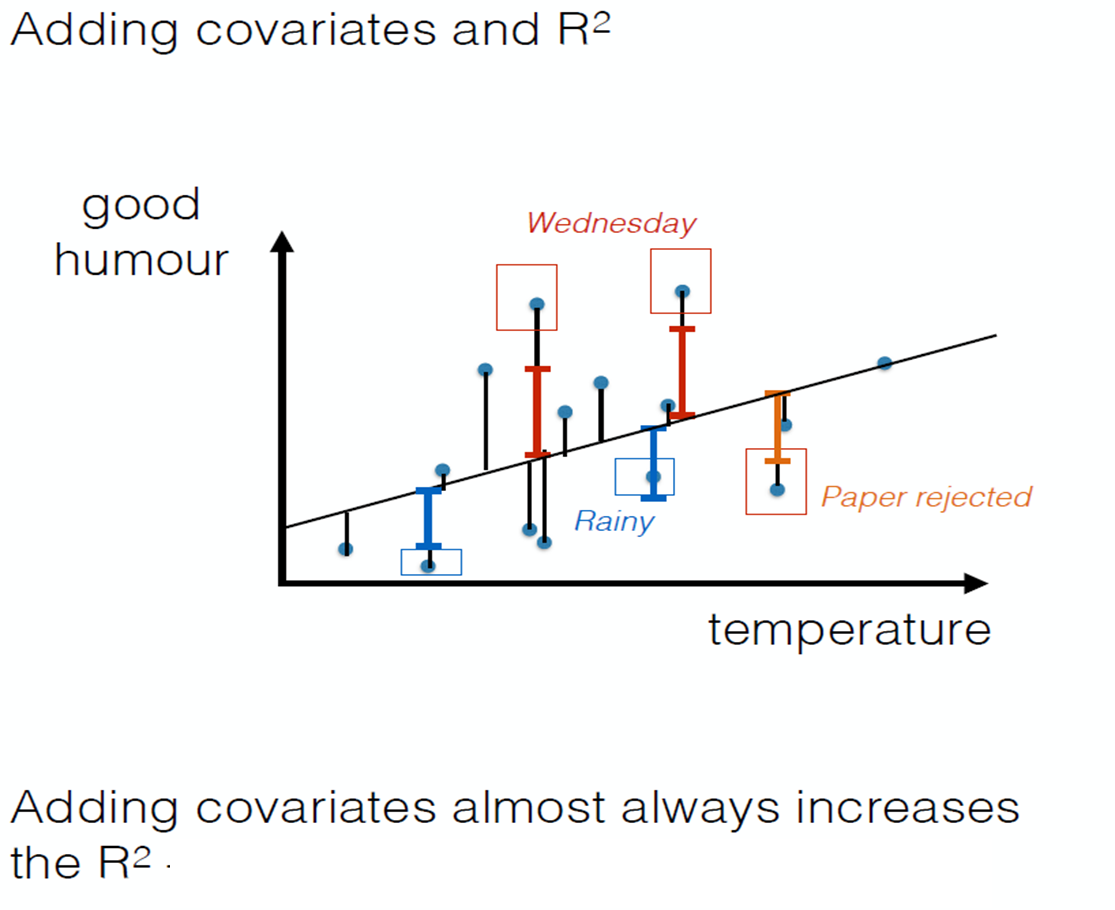 Adding covariates and R²
good
humour
Wednesday
Rainy
Paper rejected
temperature
Adding covariates almost always increases
the R² .